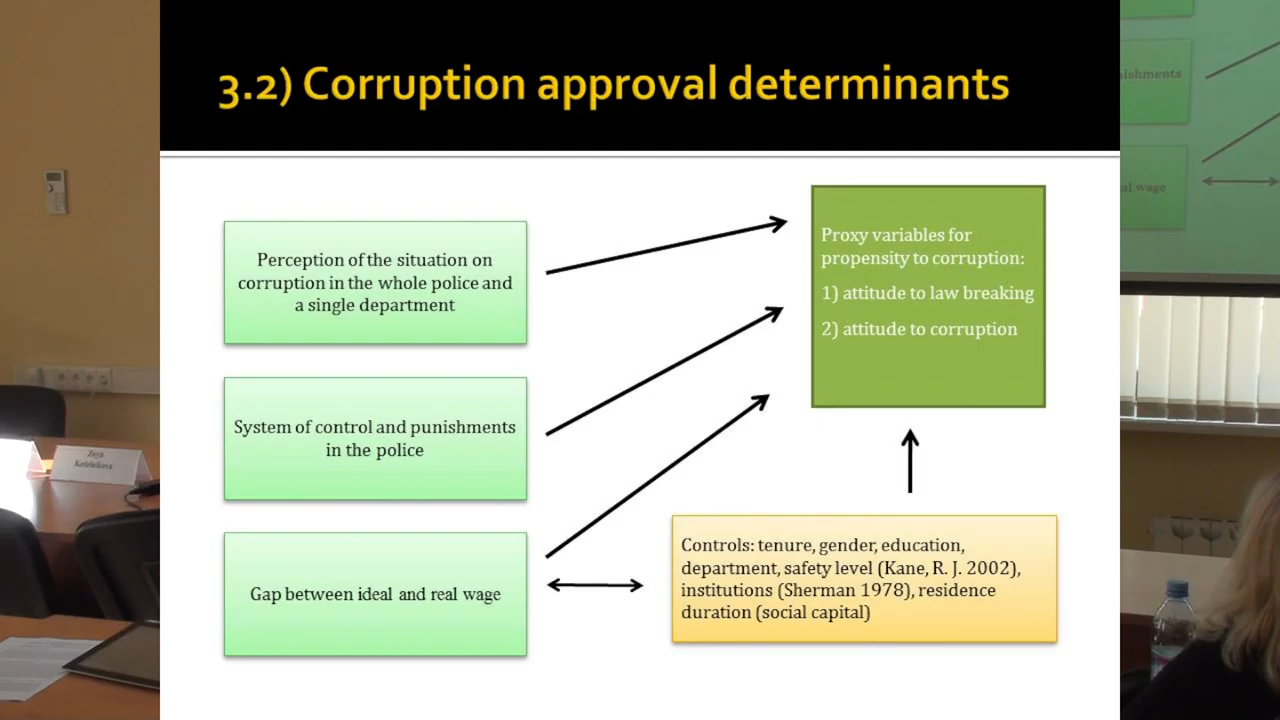 3.2) Corruption approval determinants
Perception of the situation on
corruption in the whole police and
a single department
System of control and punishments
in the police
Gap between ideal and real wage
Proxy variables for
propensity to corruption:
1) attitude to law breaking
2) attitude to corruption
Controls: tenure, gender, education,
department, safety level (Kane, R. J. 2002),
institutions (Sherman 1978), residence
duration (social capital)
wage